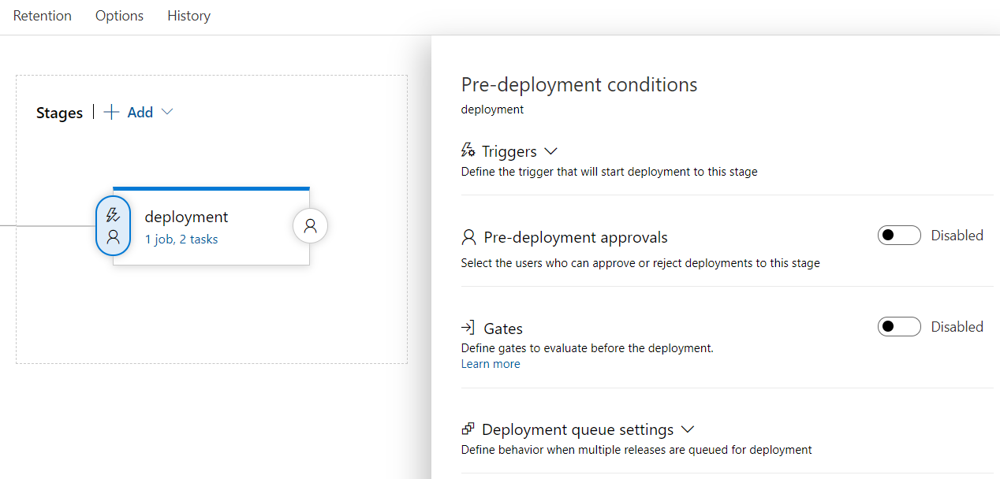 Retention Options History
Stages Add
deployment
1 job, 2 tasks
Pre-deployment conditions
deployment
Triggers
Define the trigger that will start deployment to this stage
Pre-deployment approvals Disabled
Select the users who can approve or reject deployments to this stage
Gates Disabled
Define gates to evaluate before the deployment.
Learn more
Deployment queue settings
Define behavior when multiple releases are queued for deployment